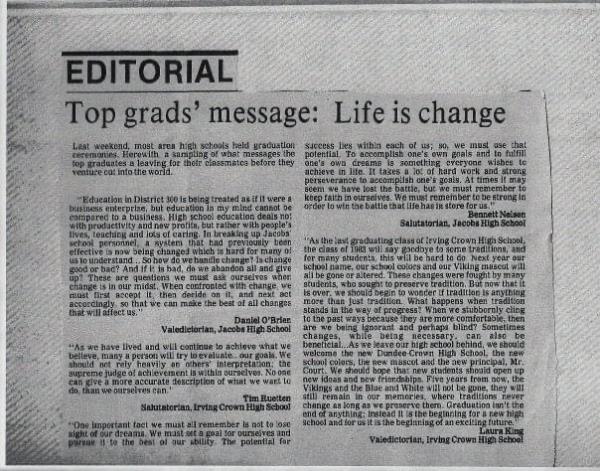 EDITORIAL
Top grads' message: Life is change
Last weekend, most area high schools held graduation
ceremonies. Herewith, a sampling of what messages the
top graduates a leaving for their classmates before they
venture out into the world.
"Education in District 300 is being treated as if it were a
business enterprise, but education in my mind cannot be
compared to a business. High school education deals not
with productivity and new profits, but rather with people's
lives, teaching and lots of caring. In breaking up Jacobs'
school personnel, a system that had previously been
effective is now being changed which is hard for many of
us to understand... So how do we handle change? Is change
good or bad? And if it is bad, do we abandon all and give
up? These are questions we must ask ourselves when
change is in our midst. When confronted with change, we
must first accept it, then decide on it, and next act
accordingly, so that we can make the best of all changes
that will affect us."
Daniel O'Brien
Valedictorian, Jacobs High School
"As we have lived and will continue to achieve what we
believe, many a person will try to evaluate.. our goals. We
should not rely heavily on others' interpretation; the
supreme judge of achievement is within ourselves. No one
can give a more accurate description of what we want to
do, than we ourselves can."
Tim Ruetten
Salutatorian, Irving Crown High School
"One important fact we must all remember is not to lose
sight of our dreams. We must set a goal for ourselves and
pursue it to the best of our ability. The potential for
success lies within each of us; so, we must use that
potential. To accomplish one's own goals and to fulfill
one's own dreams is something everyone wishes to
achieve in life. It takes a lot of hard work and strong
perseverance to accomplish one's goals. At times it may
seem we have lost the battle, but we must remember to
keep faith in ourselves. We must remember to be strong in
order to win the battle that life has in store for us."
Bennett Nelson
Salutatorian, Jacobs High School
"As the last graduating class of Irving Crown High School,
the class of 1983 will say goodbye to some traditions, and
for many students, this will be hard to do. Next year our
school name, our school colors and our Viking mascot will
all be gone or altered. These changes were fought by many
students, who sought to preserve tradition. But now that it
is over, we should begin to wonder if tradition is anything
more than just tradition. What happens when tradition
stands in the way of progress? When we stubbornly cling
to the past ways because they are more comfortable, then
are we being ignorant and perhaps blind? Sometimes
changes, while being necessary, can also be
beneficial...As we leave our high school behind, we should
welcome the new Dundee-Crown High School, the new
school colors, the new mascot and the new principal, Mr.
Court. We should hope that new students should open up
new ideas and new friendships. Five years from now, the
Vikings and the Blue and White will not be gone, they will
still remain in our memories, where traditions never
change as long as we preserve them. Graduation isn't the
end of anything; instead it is the beginning for a new high
school and for us it is the beginning of an exciting future."
Laura King
Valedictorian, Irving Crown High School